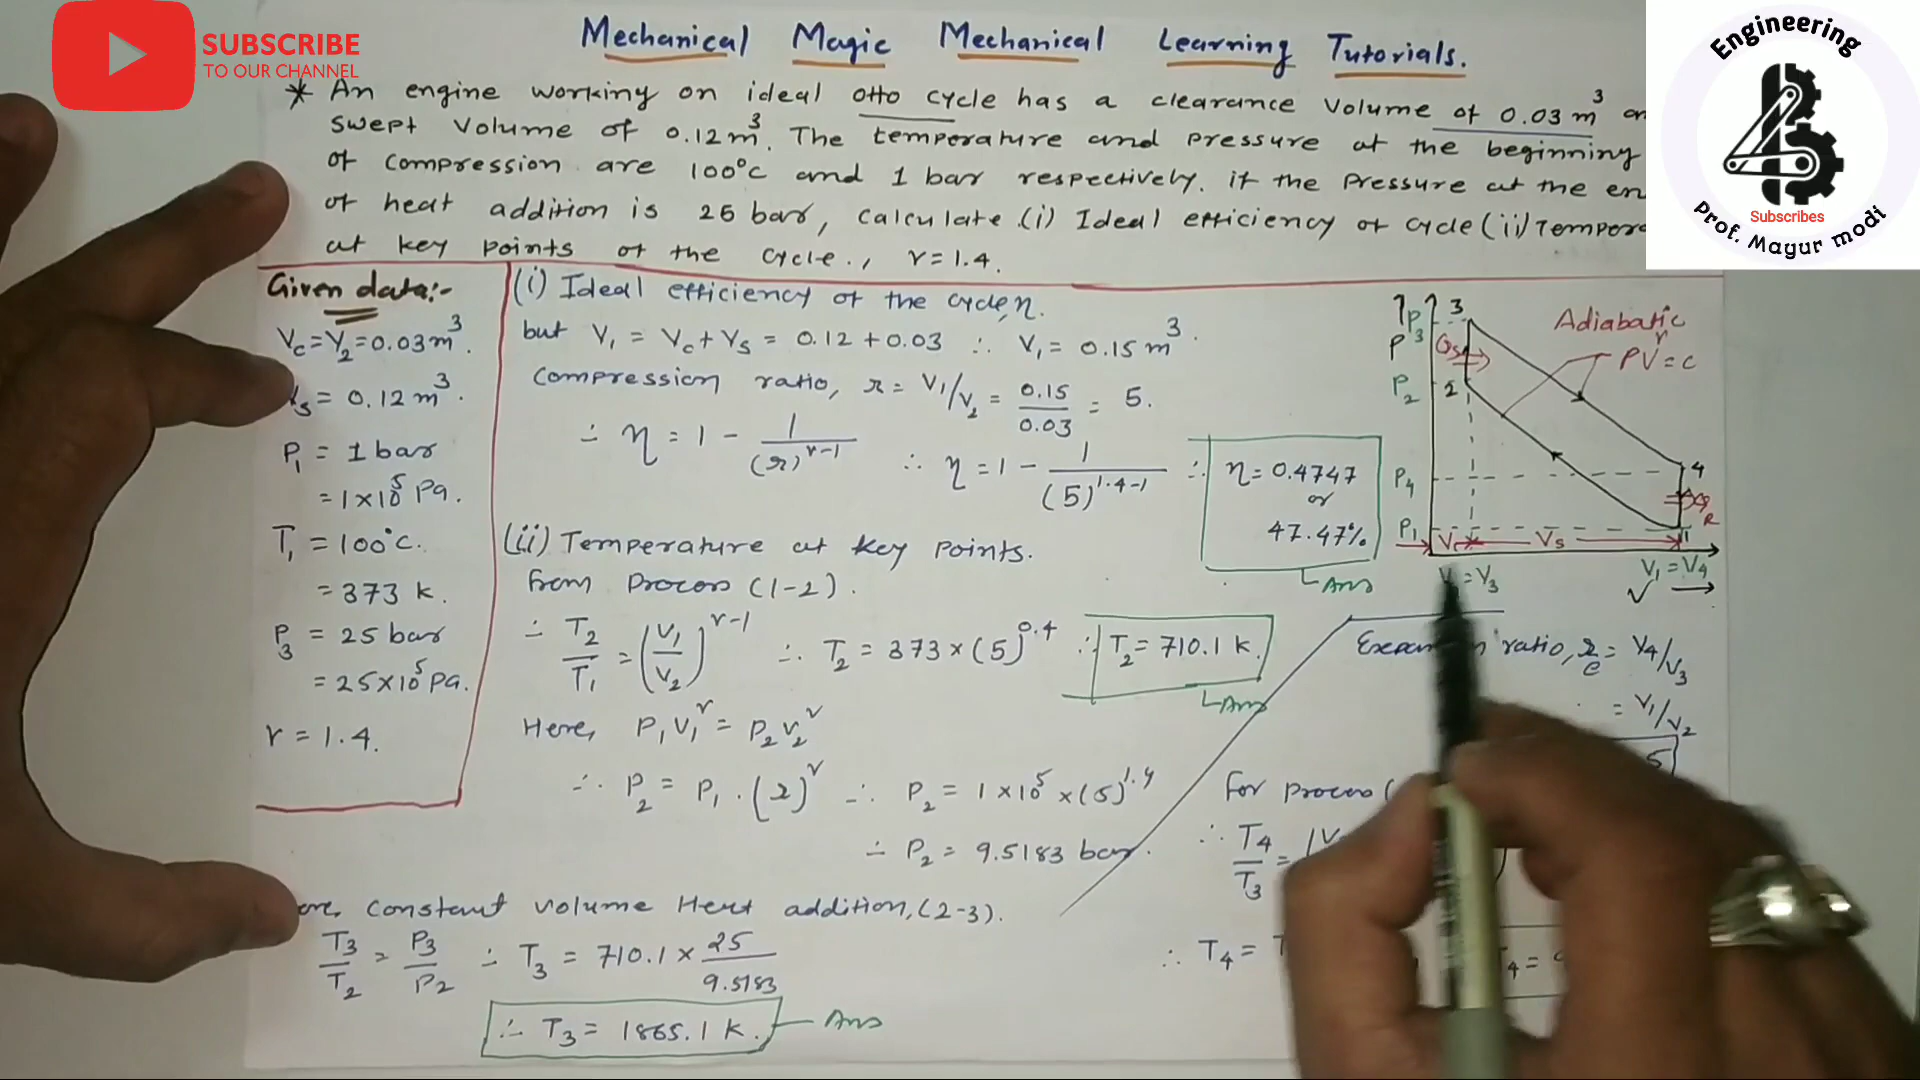 SUBSCRIBE
TO OUR CHANNEL
Mechanical Magic Mechanical Learning Tutorials.
* An engine working on ideal otto cycle has a clearance volume of 0.03 m³
swept volume of 0.12 m³. The temperature and pressure at the beginning
of compression are 100°C and 1 bar respectively. if the pressure at the
of heat addition is 25 bar, calculate (i) Ideal efficiency of cycle (ii)
at key points of the cycle., γ = 1.4.
Engineering
Subscribes
Prof. Mayur modi
Given data:-
Vc = V₂ = 0.03 m³.
= 0.12 m³.
P₁ = 1 bar
= 1×10⁵ Pa.
T₁ = 100°C.
= 373 K.
P₃ = 25 bar
= 25×10⁵ Pa.
γ = 1.4.
(i) Ideal efficiency of the cycle, η.
but V₁ = Vc + Vs = 0.12 + 0.03 ∴ V₁ = 0.15 m³.
Compression ratio, r = V₁/V₂ = 0.15/0.03 = 5.
∴ η = 1 - 1/(r)^γ-1 ∴ η = 1 - 1/(5)^1.4-1 ∴ η = 0.4747
or
47.47%
Ans
(ii) Temperature at key points.
from process (1-2).
∴ T₂/T₁ = (V₁/V₂)^γ-1 ∴ T₂ = 373 × (5)^0.4 ∴ T₂ = 710.1 K.
Ans
Here, P₁V₁^γ = P₂V₂^γ
∴ P₂ = P₁ . (r)^γ ∴ P₂ = 1×10⁵ × (5)^1.4
∴ P₂ = 9.5183 bar.
constant volume Heat addition, (2-3).
T₃/T₂ = P₃/P₂ ∴ T₃ = 710.1 × 25/9.5183
∴ T₃ = 1865.1 K. Ans
P₃ 3
P
Qs
Adiabatic
PV^γ = C
P₂ 2
P₄ 4
QR
P₁ Vc Vs 1
= V₃ V₁ = V₄
ratio, re = V₄/V₃
= V₁/V₂
5
For process (
∴ T₄/T₃ =
∴ T₄ =